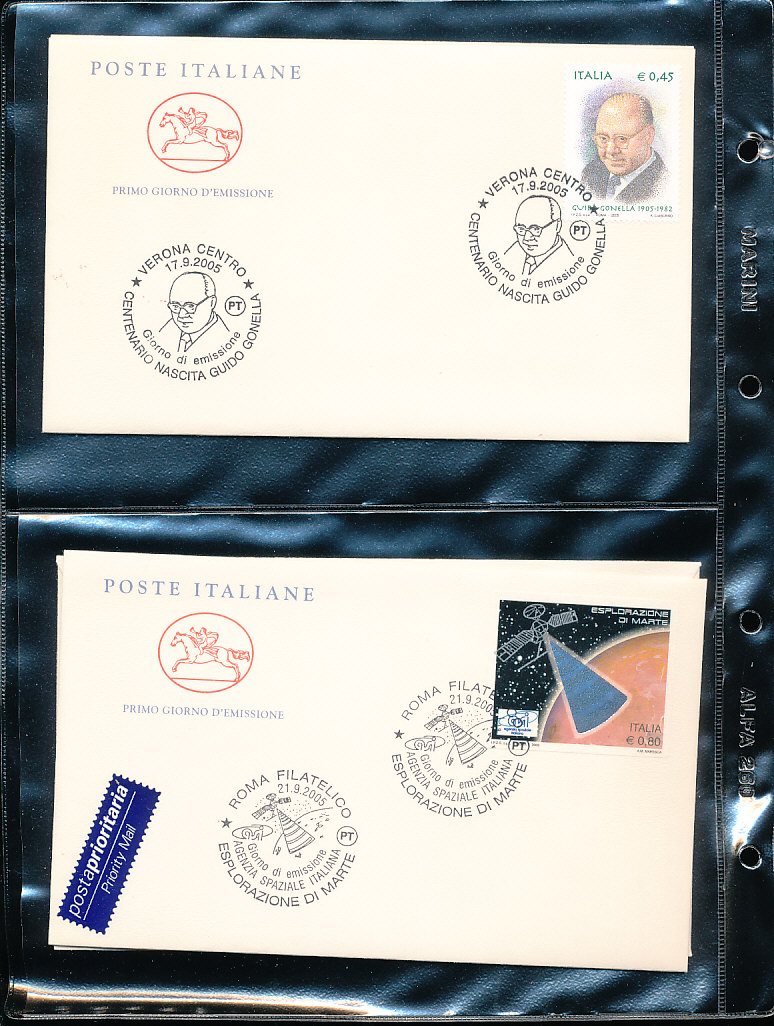 POSTE ITALIANE
PRIMO GIORNO D'EMISSIONE
ITALIA € 0,45
GUIDO GONELLA 1905-1982
★ VERONA CENTRO ★
17.9.2005
PT
Giorno di emissione
CENTENARIO NASCITA GUIDO GONELLA
★ VERONA CENTRO ★
17.9.2005
PT
Giorno di emissione
CENTENARIO NASCITA GUIDO GONELLA
MARINI
POSTE ITALIANE
PRIMO GIORNO D'EMISSIONE
ESPLORAZIONE
DI MARTE
ITALIA
€ 0,80
★ ROMA FILATE
21.9.2005
PT
Giorno di emissione
AGENZIA SPAZIALE ITALIANA
ESPLORAZIONE DI MARTE
★ ROMA FILATELICO
21.9.2005
PT
Giorno di emissione
AGENZIA SPAZIALE ITALIANA
ESPLORAZIONE DI MARTE
postaprioritaria
Priority Mail